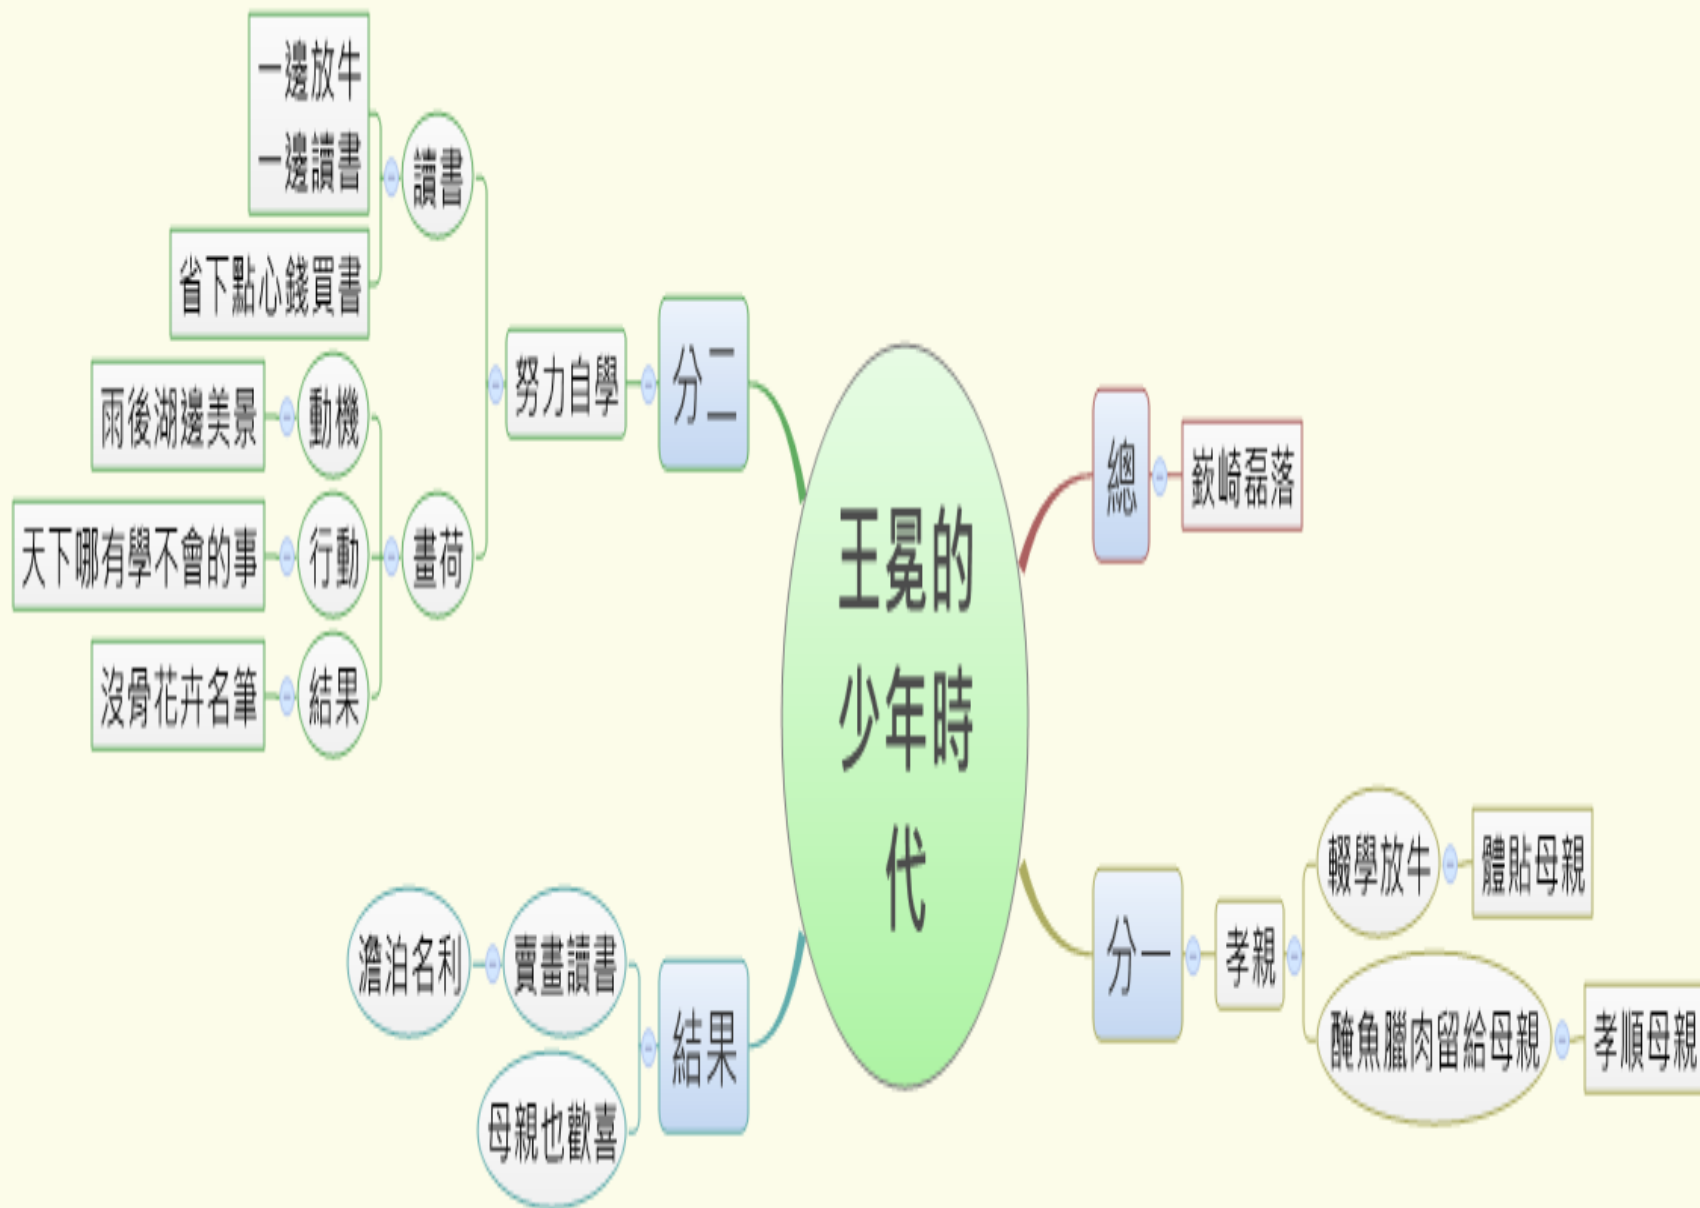 王冕的
少年時
代
總
嶔崎磊落
分一
孝親
輟學放牛
體貼母親
醃魚臘肉留給母親
孝順母親
分二
努力自學
讀書
一邊放牛
一邊讀書
省下點心錢買書
畫荷
動機
雨後湖邊美景
行動
天下哪有學不會的事
結果
沒骨花卉名筆
結果
賣畫讀書
澹泊名利
母親也歡喜